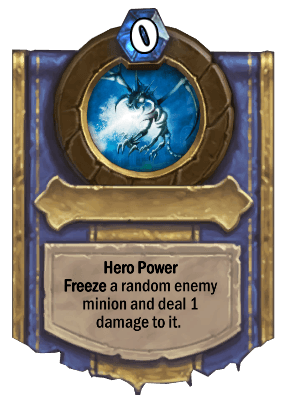 0
Hero Power
Freeze a random enemy
minion and deal 1
damage to it.